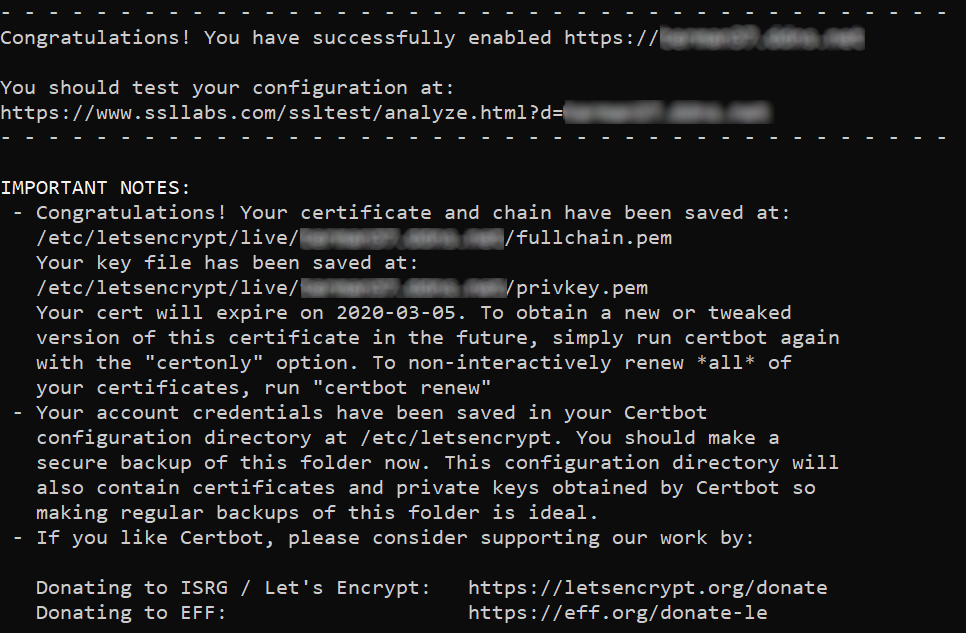 - - - - - - - - - - - - - - - - - - - - - - - - - - - - - - - - - - - - - - - -
Congratulations! You have successfully enabled https://
You should test your configuration at:
https://www.ssllabs.com/ssltest/analyze.html?d=
- - - - - - - - - - - - - - - - - - - - - - - - - - - - - - - - - - - - - - - -
IMPORTANT NOTES:
- Congratulations! Your certificate and chain have been saved at:
/etc/letsencrypt/live/ /fullchain.pem
Your key file has been saved at:
/etc/letsencrypt/live/ /privkey.pem
Your cert will expire on 2020-03-05. To obtain a new or tweaked
version of this certificate in the future, simply run certbot again
with the "certonly" option. To non-interactively renew *all* of
your certificates, run "certbot renew"
- Your account credentials have been saved in your Certbot
configuration directory at /etc/letsencrypt. You should make a
secure backup of this folder now. This configuration directory will
also contain certificates and private keys obtained by Certbot so
making regular backups of this folder is ideal.
- If you like Certbot, please consider supporting our work by:
Donating to ISRG / Let's Encrypt: https://letsencrypt.org/donate
Donating to EFF: https://eff.org/donate-le